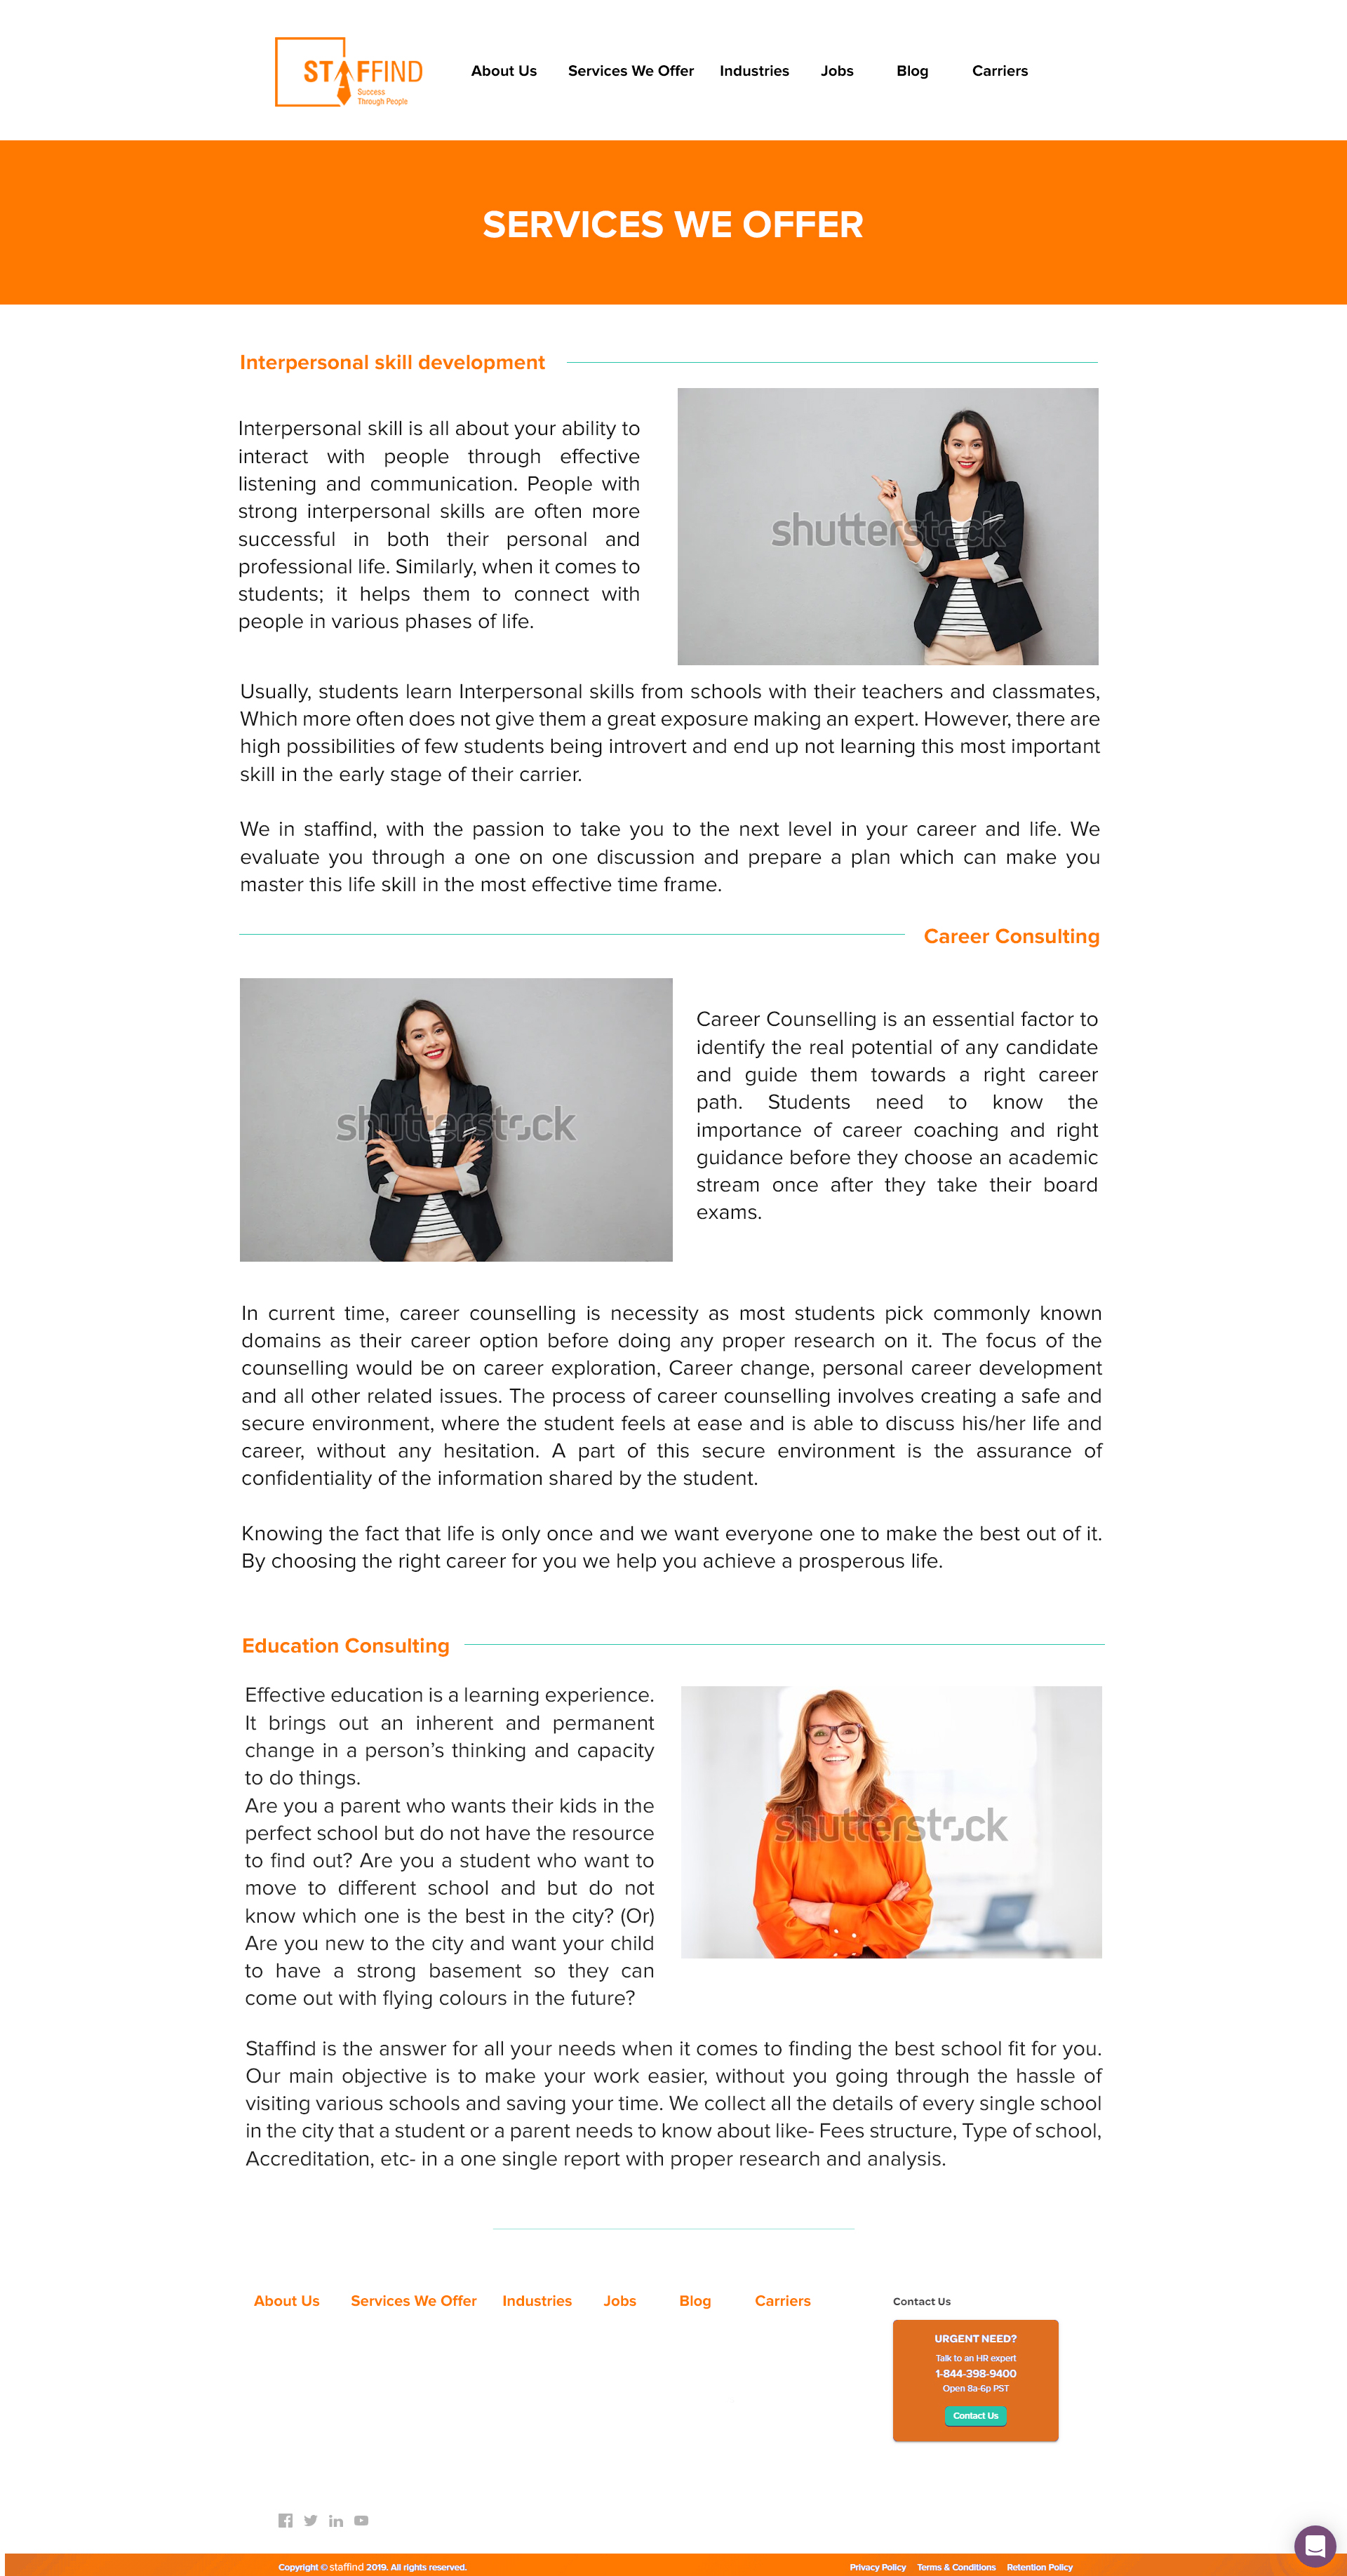 STAFFIND
Success
Through People
About Us Services We Offer Industries Jobs Blog Carriers
SERVICES WE OFFER
Interpersonal skill development
Interpersonal skill is all about your ability to
interact with people through effective
listening and communication. People with
strong interpersonal skills are often more
successful in both their personal and
professional life. Similarly, when it comes to
students; it helps them to connect with
people in various phases of life.
shutterstock
Usually, students learn Interpersonal skills from schools with their teachers and classmates,
Which more often does not give them a great exposure making an expert. However, there are
high possibilities of few students being introvert and end up not learning this most important
skill in the early stage of their carrier.
We in staffind, with the passion to take you to the next level in your career and life. We
evaluate you through a one on one discussion and prepare a plan which can make you
master this life skill in the most effective time frame.
Career Consulting
shutterstock
Career Counselling is an essential factor to
identify the real potential of any candidate
and guide them towards a right career
path. Students need to know the
importance of career coaching and right
guidance before they choose an academic
stream once after they take their board
exams.
In current time, career counselling is necessity as most students pick commonly known
domains as their career option before doing any proper research on it. The focus of the
counselling would be on career exploration, Career change, personal career development
and all other related issues. The process of career counselling involves creating a safe and
secure environment, where the student feels at ease and is able to discuss his/her life and
career, without any hesitation. A part of this secure environment is the assurance of
confidentiality of the information shared by the student.
Knowing the fact that life is only once and we want everyone one to make the best out of it.
By choosing the right career for you we help you achieve a prosperous life.
Education Consulting
Effective education is a learning experience.
It brings out an inherent and permanent
change in a person’s thinking and capacity
to do things.
Are you a parent who wants their kids in the
perfect school but do not have the resource
to find out? Are you a student who want to
move to different school and but do not
know which one is the best in the city? (Or)
Are you new to the city and want your child
to have a strong basement so they can
come out with flying colours in the future?
shutterstock
Staffind is the answer for all your needs when it comes to finding the best school fit for you.
Our main objective is to make your work easier, without you going through the hassle of
visiting various schools and saving your time. We collect all the details of every single school
in the city that a student or a parent needs to know about like- Fees structure, Type of school,
Accreditation, etc- in a one single report with proper research and analysis.
About Us Services We Offer Industries Jobs Blog Carriers
Contact Us
URGENT NEED?
Talk to an HR expert
1-844-398-9400
Open 8a-6p PST
Contact Us
Copyright © staffind 2019. All rights reserved.
Privacy Policy Terms & Conditions Retention Policy